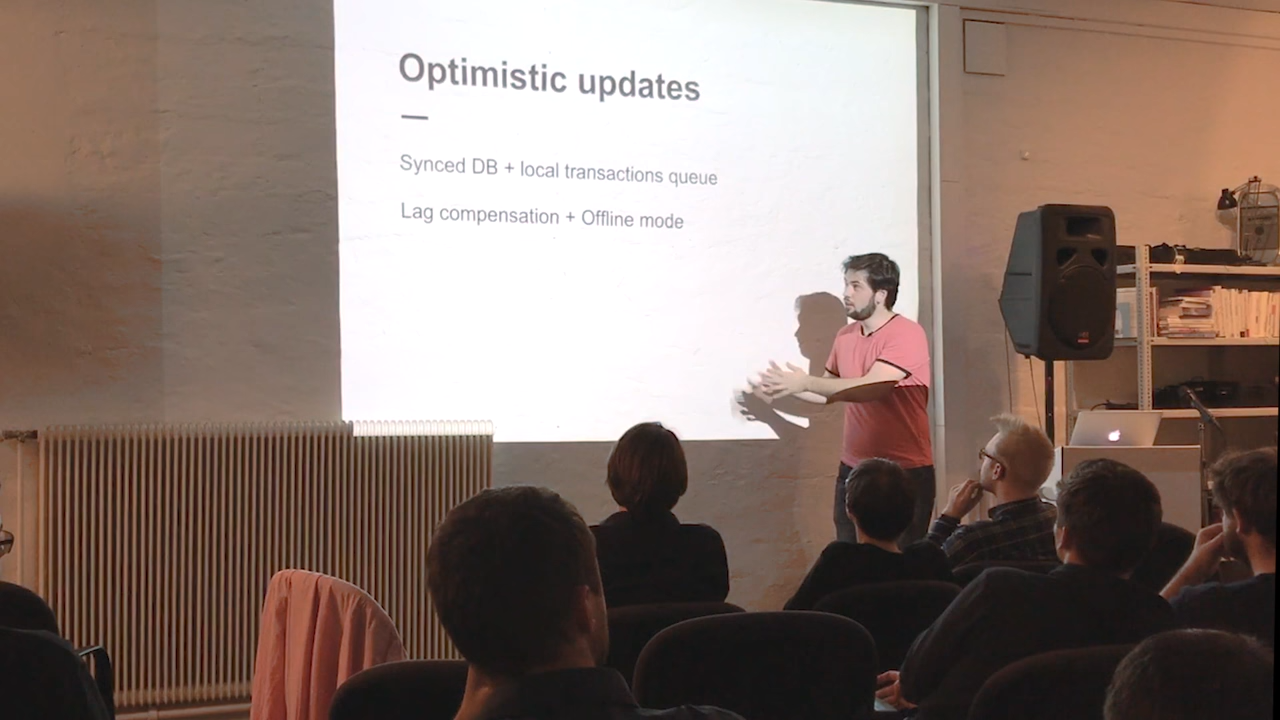 Optimistic updates
Synced DB + local transactions queue
Lag compensation + Offline mode